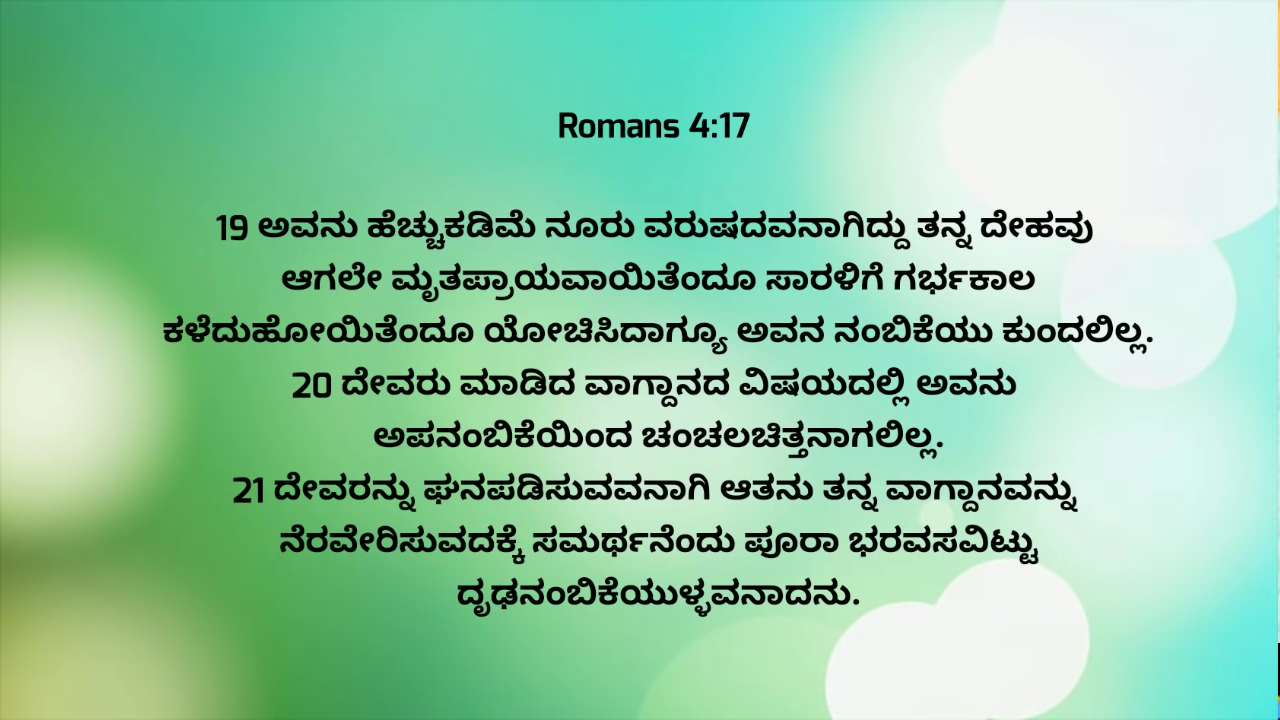 Romans 4:17
19 ಅವನು ಹೆಚ್ಚುಕಡಿಮೆ ನೂರು ವರುಷದವನಾಗಿದ್ದು ತನ್ನ ದೇಹವು
ಆಗಲೇ ಮೃತಪ್ರಾಯವಾಯಿತೆಂದೂ ಸಾರಳಿಗೆ ಗರ್ಭಕಾಲ
ಕಳೆದುಹೋಯಿತೆಂದೂ ಯೋಚಿಸಿದಾಗ್ಯೂ ಅವನ ನಂಬಿಕೆಯು ಕುಂದಲಿಲ್ಲ.
20 ದೇವರು ಮಾಡಿದ ವಾಗ್ದಾನದ ವಿಷಯದಲ್ಲಿ ಅವನು
ಅಪನಂಬಿಕೆಯಿಂದ ಚಂಚಲಚಿತ್ತನಾಗಲಿಲ್ಲ.
21 ದೇವರನ್ನು ಘನಪಡಿಸುವವನಾಗಿ ಆತನು ತನ್ನ ವಾಗ್ದಾನವನ್ನು
ನೆರವೇರಿಸುವದಕ್ಕೆ ಸಮರ್ಥನೆಂದು ಪೂರಾ ಭರವಸವಿಟ್ಟು
ದೃಢನಂಬಿಕೆಯುಳ್ಳವನಾದನು.